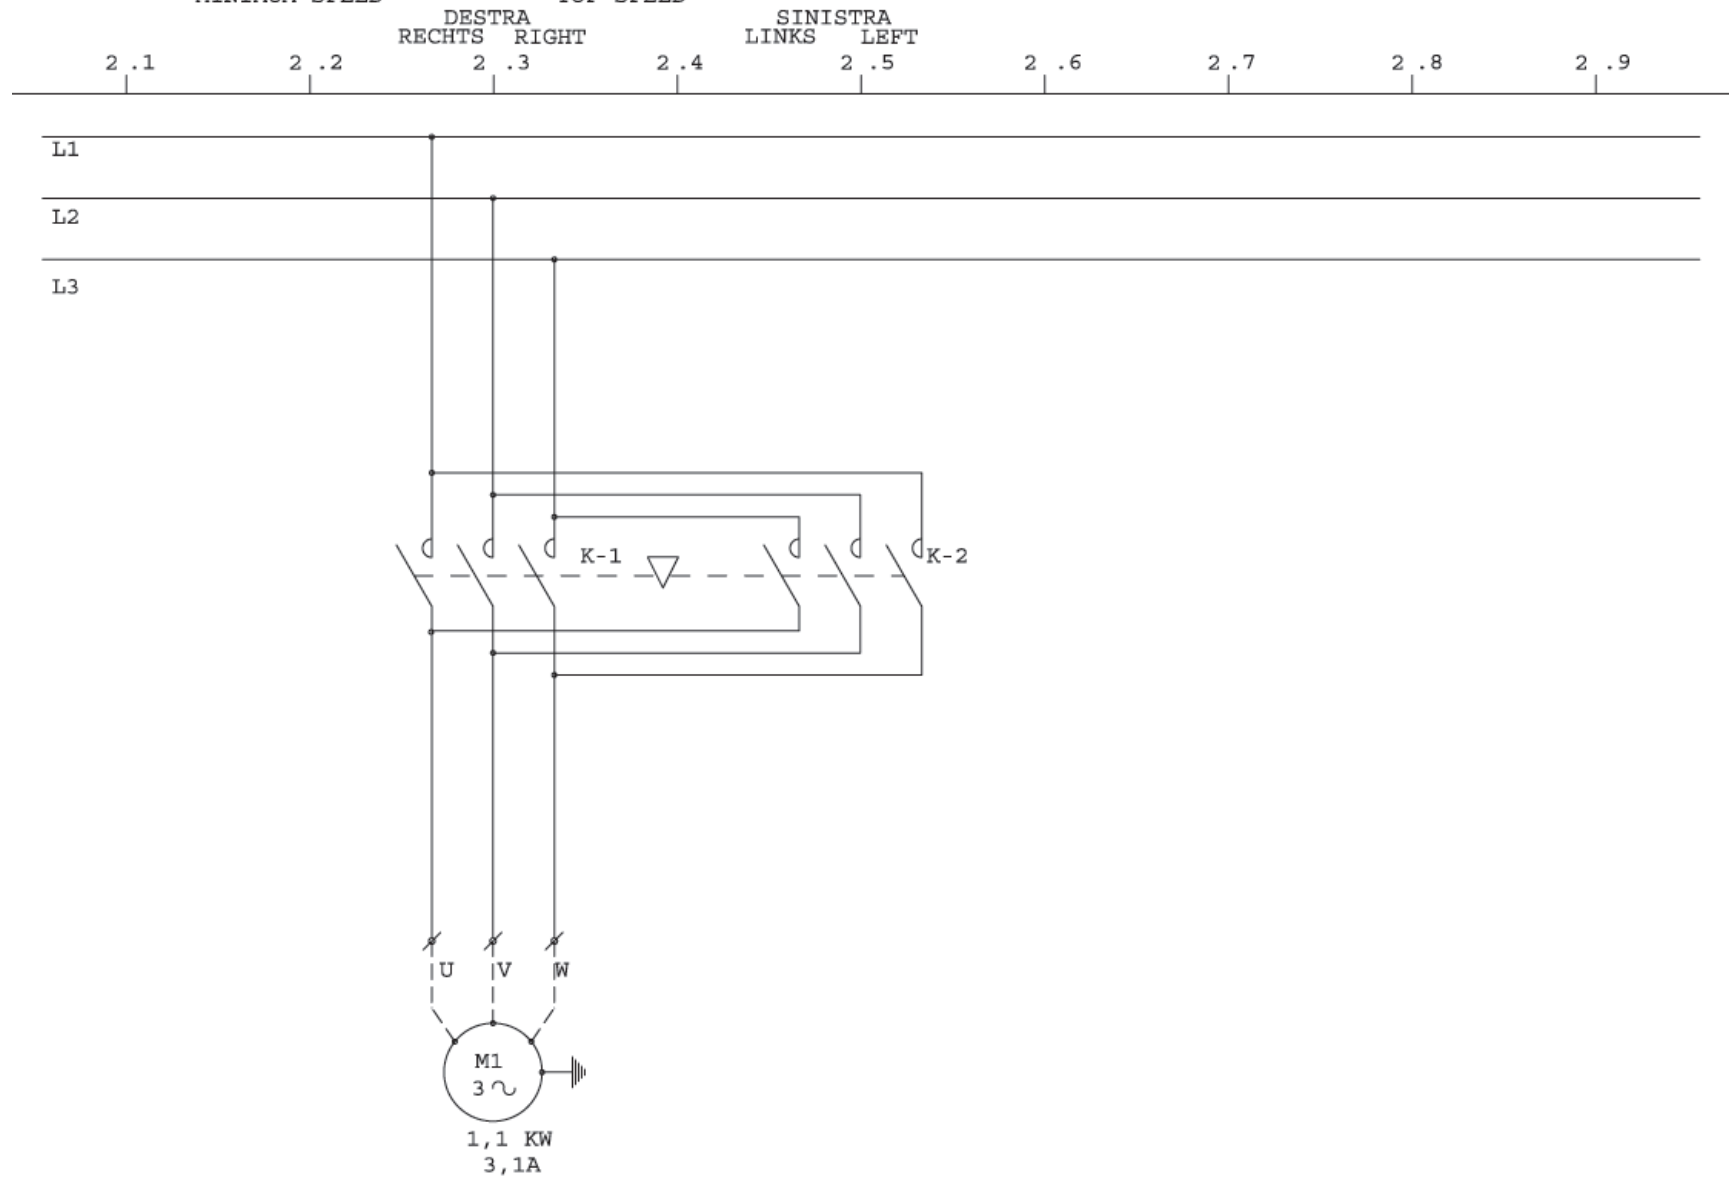 DESTRA SINISTRA
RECHTS RIGHT LINKS LEFT
2 .1 2 .2 2 .3 2 .4 2 .5 2 .6 2 .7 2 .8 2 .9
L1
L2
L3
K-1 K-2
U V W
M1
3
1,1 KW
3,1A